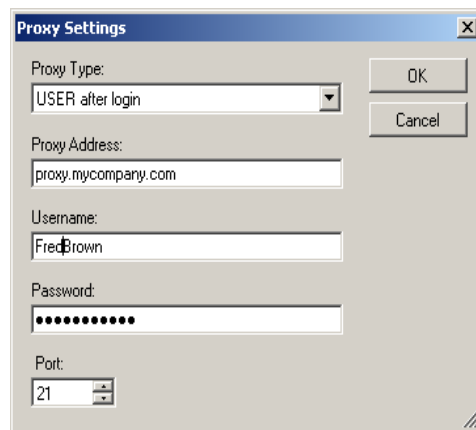 Proxy Settings
Proxy Type:
USER after login
OK
Cancel
Proxy Address:
proxy.mycompany.com
Username:
FredBrown
Password:
●●●●●●●●●●●
Port:
21